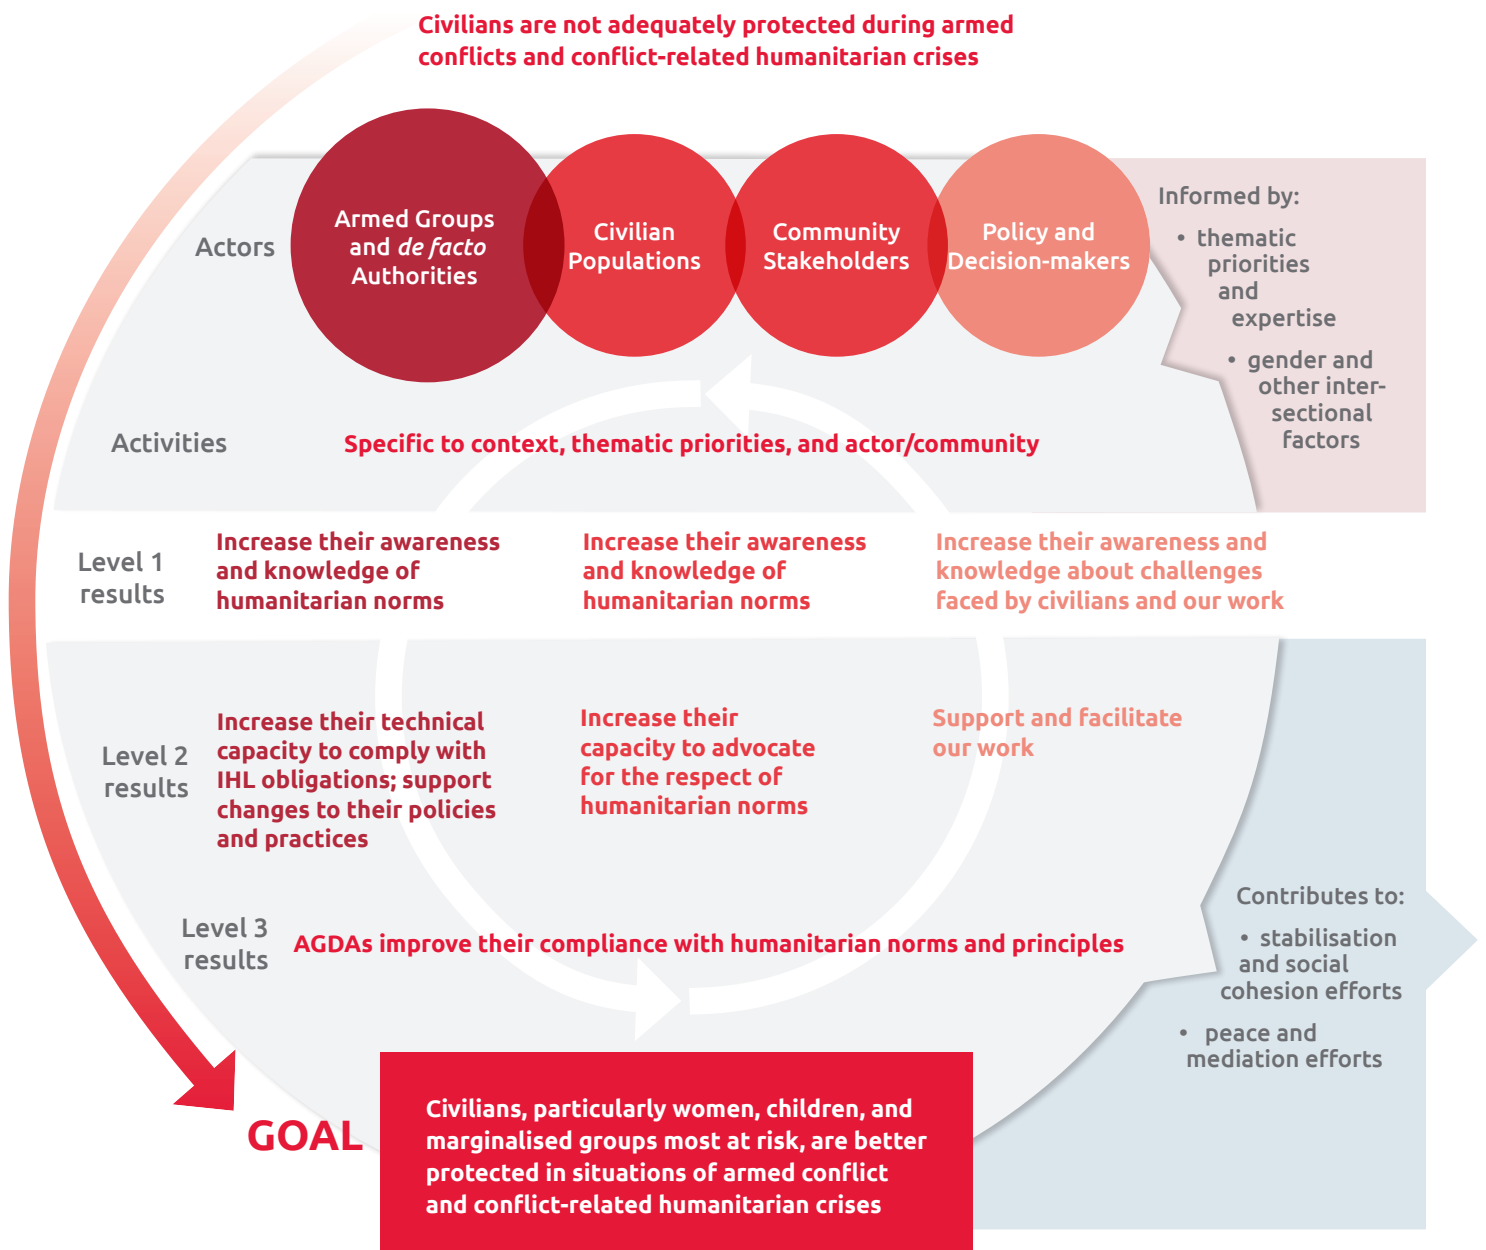 Civilians are not adequately protected during armed
conflicts and conflict-related humanitarian crises
Actors
Armed Groups
and de facto
Authorities
Civilian
Populations
Community
Stakeholders
Policy and
Decision-makers
Informed by:
• thematic
priorities
and
expertise
• gender and
other inter-
sectional
factors
Activities
Specific to context, thematic priorities, and actor/community
Level 1
results
Increase their awareness
and knowledge of
humanitarian norms
Increase their awareness
and knowledge of
humanitarian norms
Increase their awareness and
knowledge about challenges
faced by civilians and our work
Level 2
results
Increase their technical
capacity to comply with
IHL obligations; support
changes to their policies
and practices
Increase their
capacity to advocate
for the respect of
humanitarian norms
Support and facilitate
our work
Level 3
results
AGDAs improve their compliance with humanitarian norms and principles
Contributes to:
• stabilisation
and social
cohesion efforts
• peace and
mediation efforts
GOAL
Civilians, particularly women, children, and
marginalised groups most at risk, are better
protected in situations of armed conflict
and conflict-related humanitarian crises